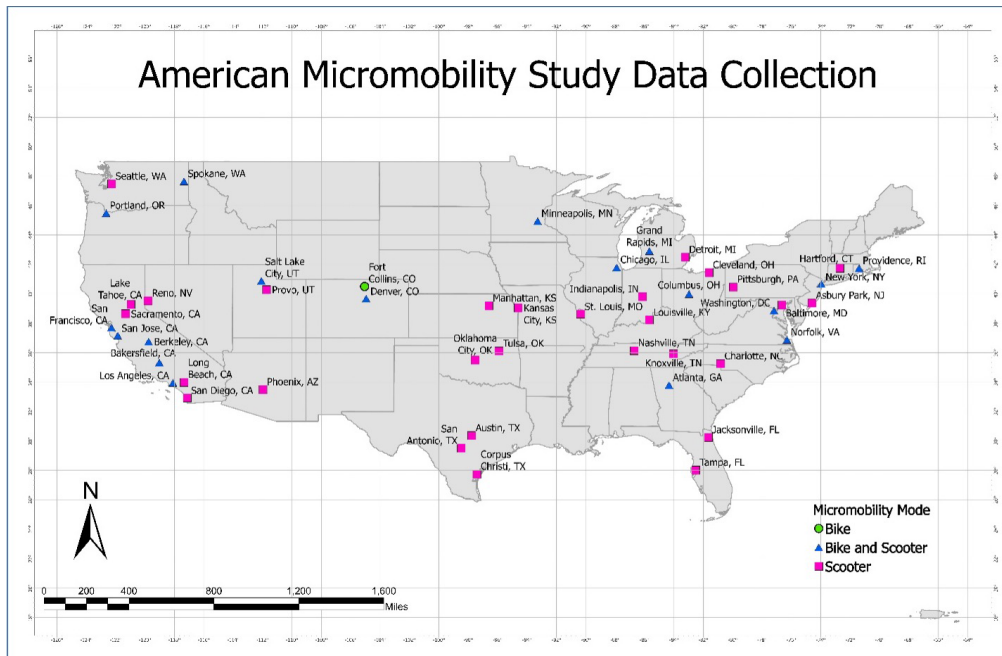 American Micromobility Study Data Collection
Seattle, WA
Spokane, WA
Portland, OR
Minneapolis, MN
Grand
Rapids, MI
Detroit, MI
Chicago, IL
Cleveland, OH
Hartford, CT
Providence, RI
New York, NY
Pittsburgh, PA
Columbus, OH
Asbury Park, NJ
Washington, DC
Baltimore, MD
Norfolk, VA
Indianapolis, IN
Louisville, KY
St. Louis, MO
Salt Lake
City, UT
Provo, UT
Fort
Collins, CO
Denver, CO
Manhattan, KS
Kansas
City, KS
Lake
Tahoe, CA
Reno, NV
Sacramento, CA
San
Francisco, CA
San Jose, CA
Berkeley, CA
Bakersfield, CA
Los Angeles, CA
Long
Beach, CA
San Diego, CA
Phoenix, AZ
Oklahoma
City, OK
Tulsa, OK
Nashville, TN
Knoxville, TN
Charlotte, NC
Atlanta, GA
San
Antonio, TX
Austin, TX
Corpus
Christi, TX
Jacksonville, FL
Tampa, FL
N
Micromobility Mode
Bike
Bike and Scooter
Scooter
0 200 400 800 1,200 1,600
Miles